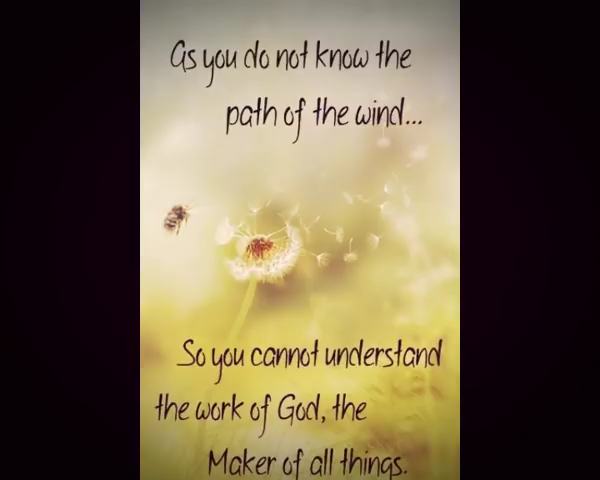 As you do not know the
path of the wind...
So you cannot understand
the work of God, the
Maker of all things.